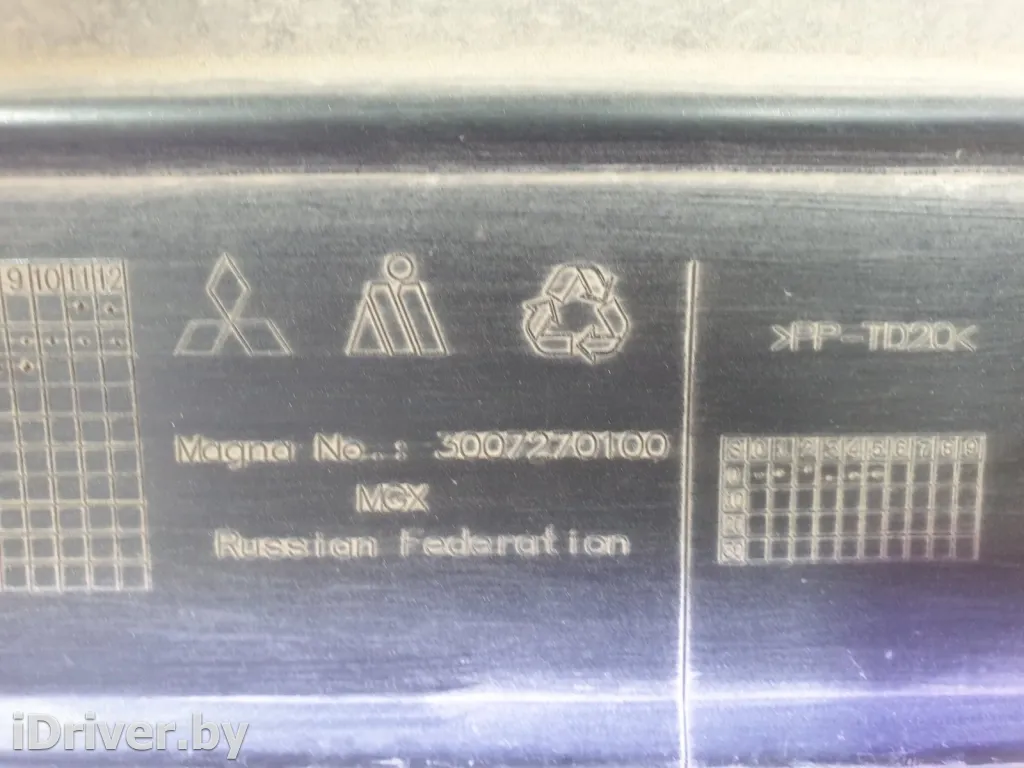 9 10 11 12
>PP-TD20<
Magna No.: 3007270100
MGX
Russian Federation
S 0 1 2 3 4 5 6 7 8 9
iDriver.by